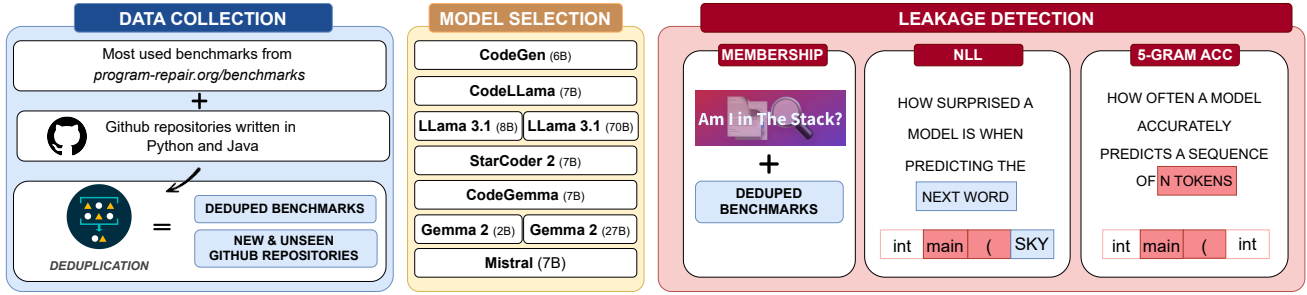 DATA COLLECTION
Most used benchmarks from
program-repair.org/benchmarks
+
Github repositories written in
Python and Java
DEDUPLICATION
=
DEDUPED BENCHMARKS
NEW & UNSEEN
GITHUB REPOSITORIES
MODEL SELECTION
CodeGen (6B)
CodeLLama (7B)
LLama 3.1 (8B) LLama 3.1 (70B)
StarCoder 2 (7B)
CodeGemma (7B)
Gemma 2 (2B) Gemma 2 (27B)
Mistral (7B)
LEAKAGE DETECTION
MEMBERSHIP
Am I in The Stack?
+
DEDUPED
BENCHMARKS
NLL
HOW SURPRISED A
MODEL IS WHEN
PREDICTING THE
NEXT WORD
int main ( SKY
5-GRAM ACC
HOW OFTEN A MODEL
ACCURATELY
PREDICTS A SEQUENCE
OF N TOKENS
int main ( int